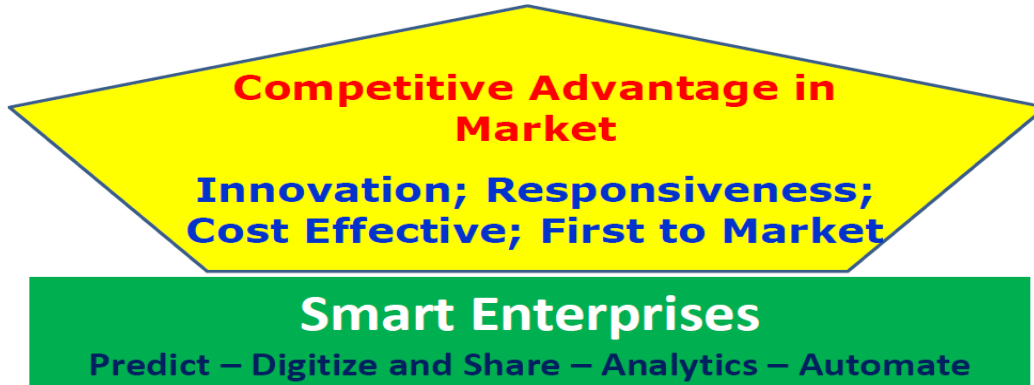 Competitive Advantage in
Market
Innovation; Responsiveness;
Cost Effective; First to Market
Smart Enterprises
Predict – Digitize and Share – Analytics – Automate